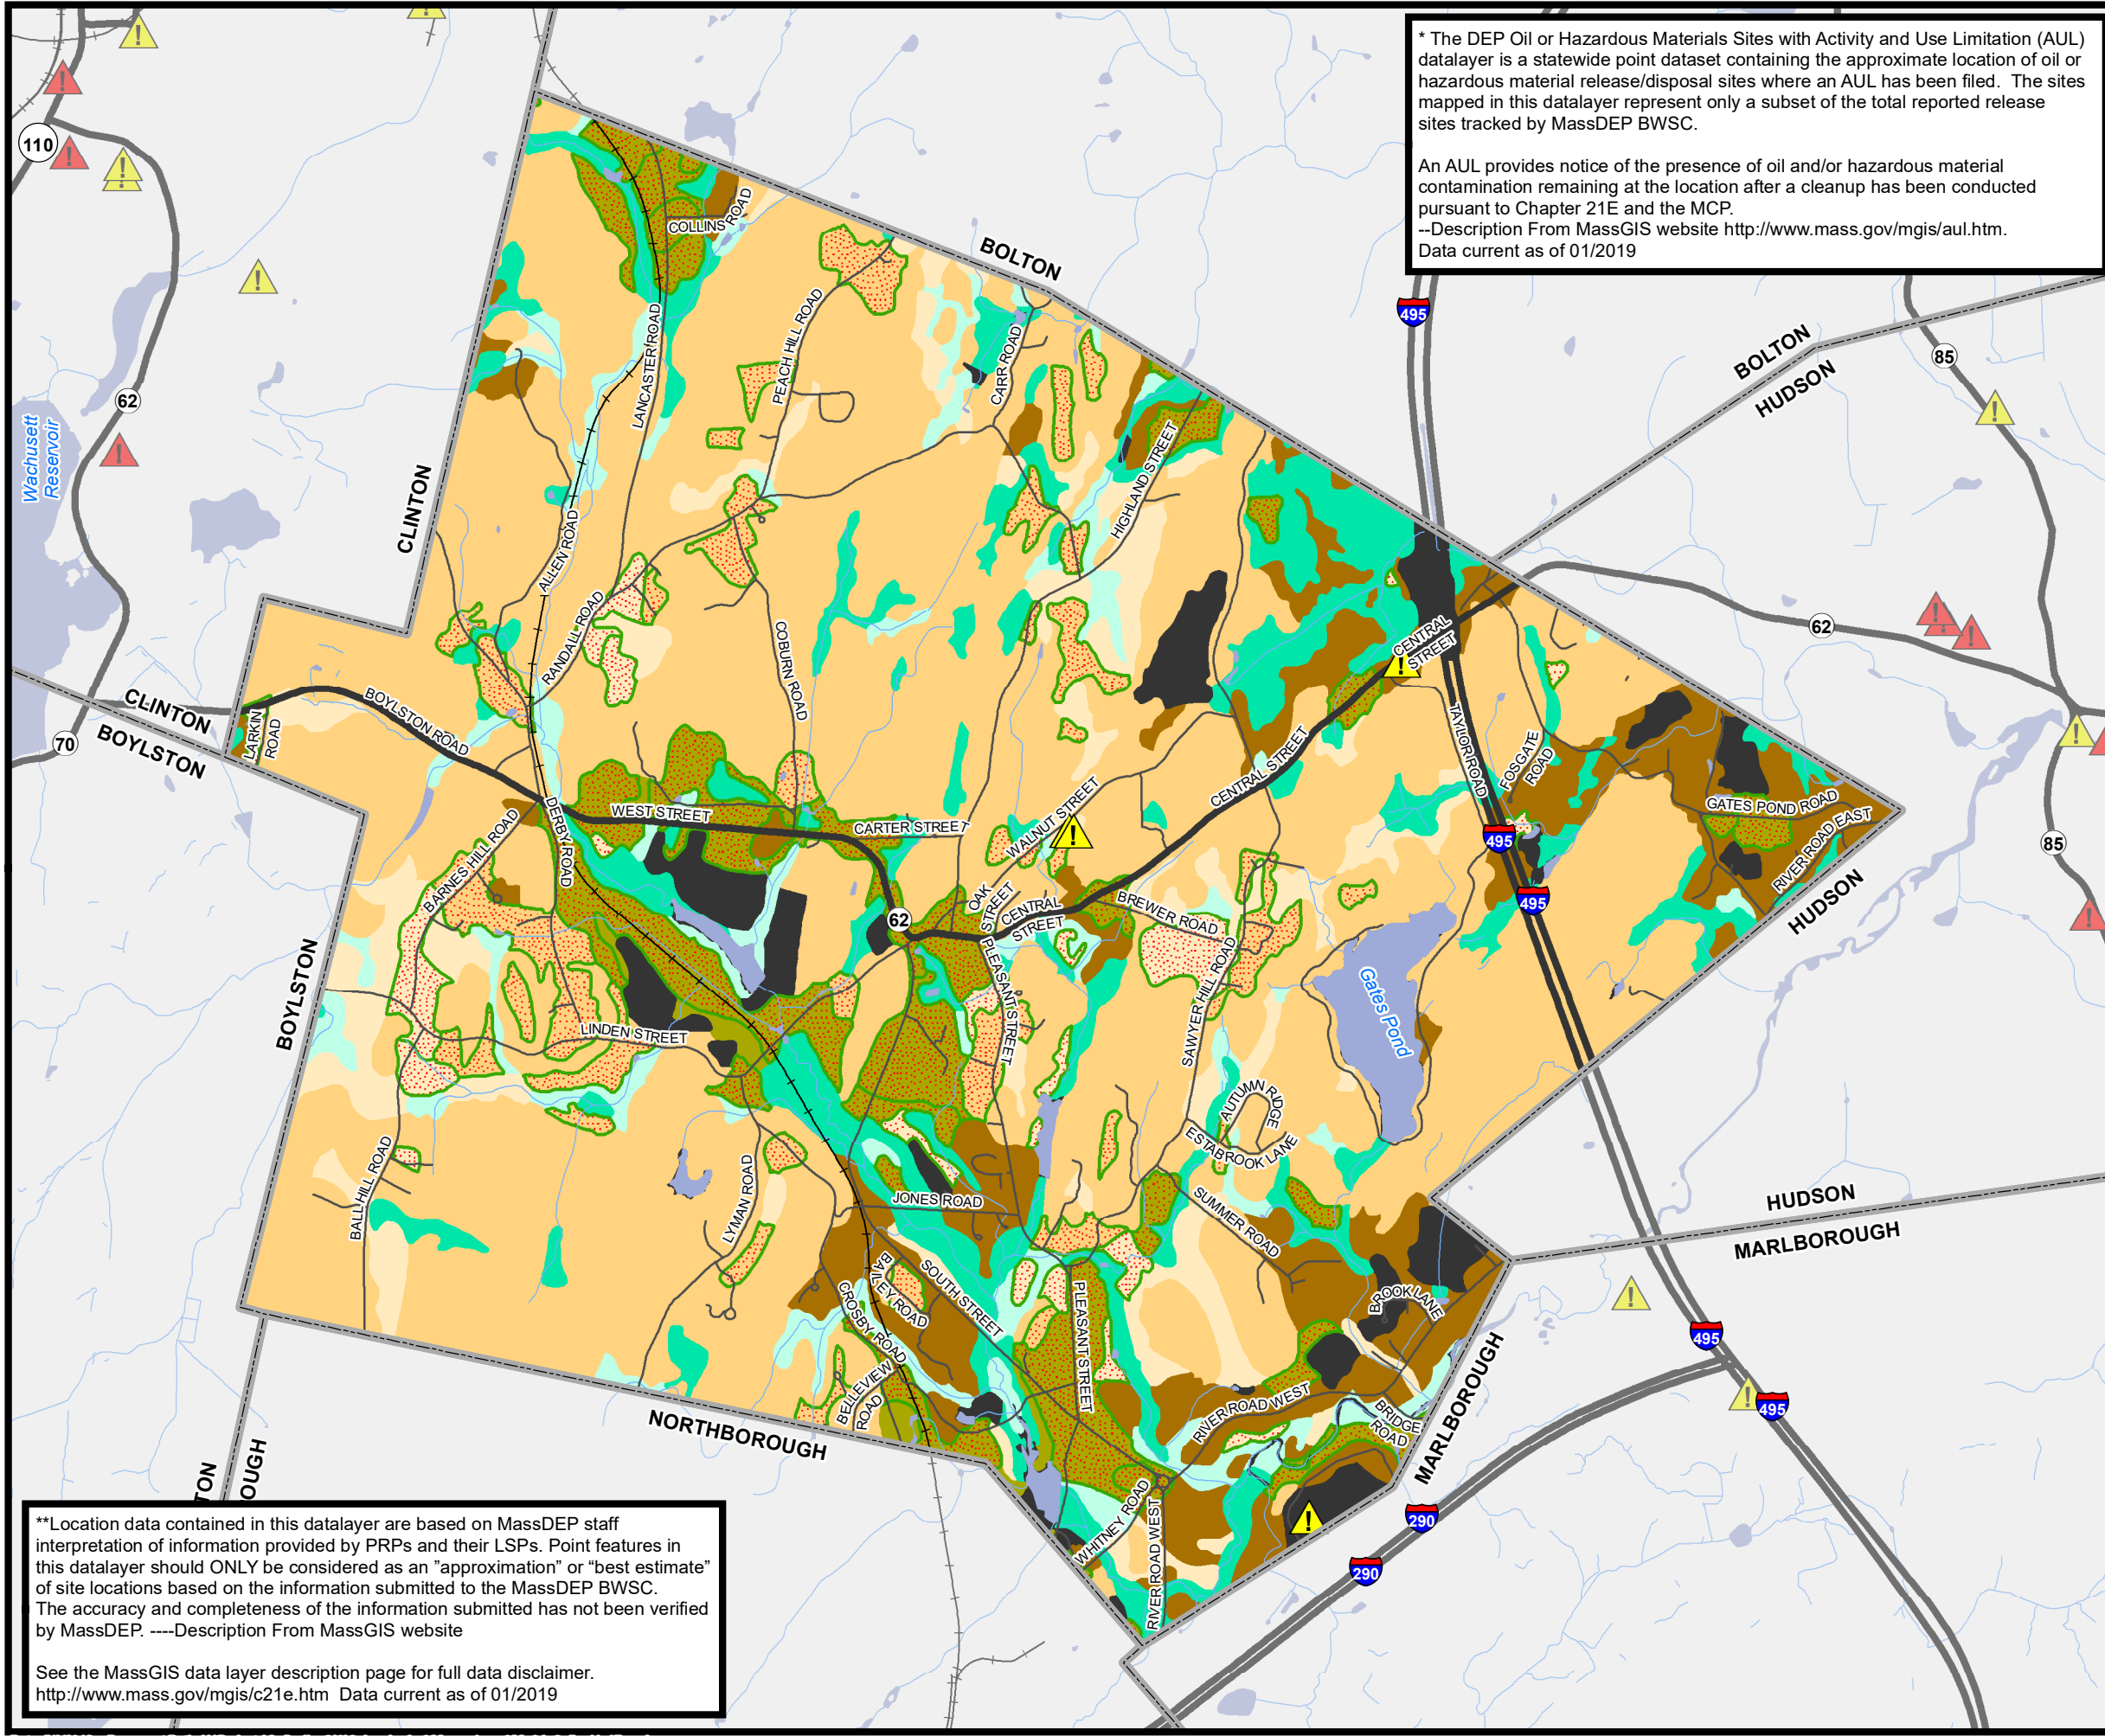 * The DEP Oil or Hazardous Materials Sites with Activity and Use Limitation (AUL)
datalayer is a statewide point dataset containing the approximate location of oil or
hazardous material release/disposal sites where an AUL has been filed.  The sites
mapped in this datalayer represent only a subset of the total reported release
sites tracked by MassDEP BWSC.
An AUL provides notice of the presence of oil and/or hazardous material
contamination remaining at the location after a cleanup has been conducted
pursuant to Chapter 21E and the MCP.
--Description From MassGIS website http://www.mass.gov/mgis/aul.htm.
Data current as of 01/2019
110
COLLINS ROAD
BOLTON
495
PEACH HILL ROAD
LANCASTER ROAD
CARR ROAD
BOLTON
HUDSON
85
62
Wachusett
Reservoir
CLINTON
HIGHLAND STREET
ALLEN ROAD
RANDALL ROAD
COBURN ROAD
CENTRAL
STREET
62
CLINTON
BOYLSTON
LARKIN
ROAD
BOYLSTON ROAD
70
TAYLOR ROAD
FOSGATE
ROAD
CENTRAL STREET
GATES POND ROAD
RIVER ROAD EAST
HUDSON
WEST STREET
CARTER STREET
WALNUT STREET
DERBY ROAD
BARNES HILL ROAD
495
85
495
OAK
STREET
CENTRAL
STREET
BREWER ROAD
62
PLEASANT STREET
SAWYER HILL ROAD
Gates Pond
BOYLSTON
LINDEN STREET
AUTUMN RIDGE
ESTABROOK LANE
BALL HILL ROAD
LYMAN ROAD
JONES ROAD
SUMMER ROAD
HUDSON
MARLBOROUGH
BAILEY ROAD
SOUTH STREET
CROSBY ROAD
PLEASANT STREET
BROOK LANE
495
BELLEVIEW
ROAD
RIVER ROAD WEST
BRIDGE
ROAD
MARLBOROUGH
495
NORTHBOROUGH
WHITNEY ROAD
RIVER ROAD WEST
290
290
TON
OUGH
**Location data contained in this datalayer are based on MassDEP staff
interpretation of information provided by PRPs and their LSPs. Point features in
this datalayer should ONLY be considered as an ”approximation” or “best estimate”
of site locations based on the information submitted to the MassDEP BWSC.
The accuracy and completeness of the information submitted has not been verified
by MassDEP. ----Description From MassGIS website
See the MassGIS data layer description page for full data disclaimer.
http://www.mass.gov/mgis/c21e.htm  Data current as of 01/2019